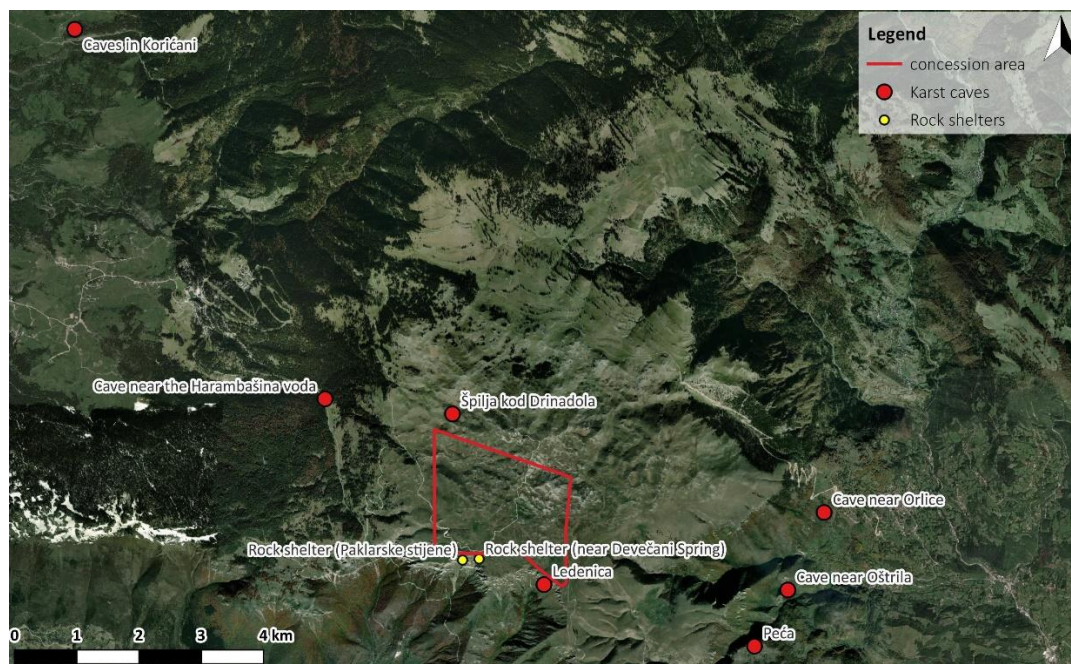 Caves in Korićani
Legend
concession area
Karst caves
Rock shelters
Cave near the Harambašina voda
Špilja kod Drinadola
Cave near Orlice
Rock shelter (Paklarske stijene)
Rock shelter (near Devečani Spring)
Ledenica
Cave near Oštrila
Peća
0 1 2 3 4 km